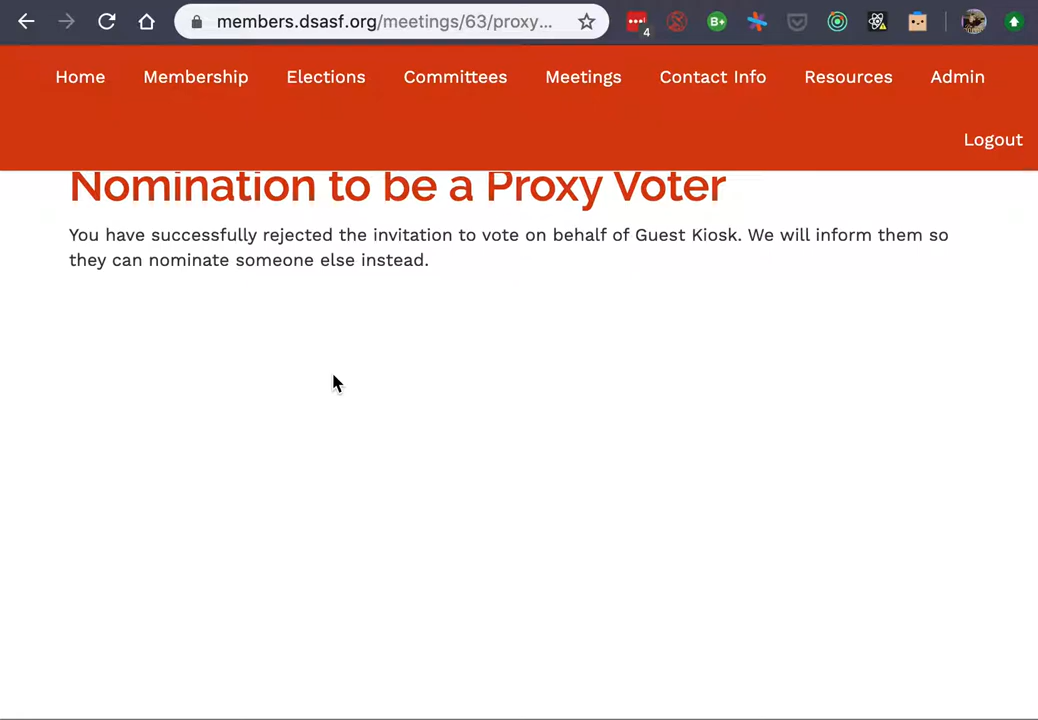 members.dsasf.org/meetings/63/proxy...
4
B+
Home Membership Elections Committees Meetings Contact Info Resources Admin
Logout
Nomination to be a Proxy Voter
You have successfully rejected the invitation to vote on behalf of Guest Kiosk. We will inform them so
they can nominate someone else instead.